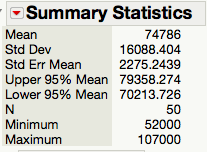 Summary Statistics
Mean 74786
Std Dev 16088.404
Std Err Mean 2275.2439
Upper 95% Mean 79358.274
Lower 95% Mean 70213.726
N 50
Minimum 52000
Maximum 107000